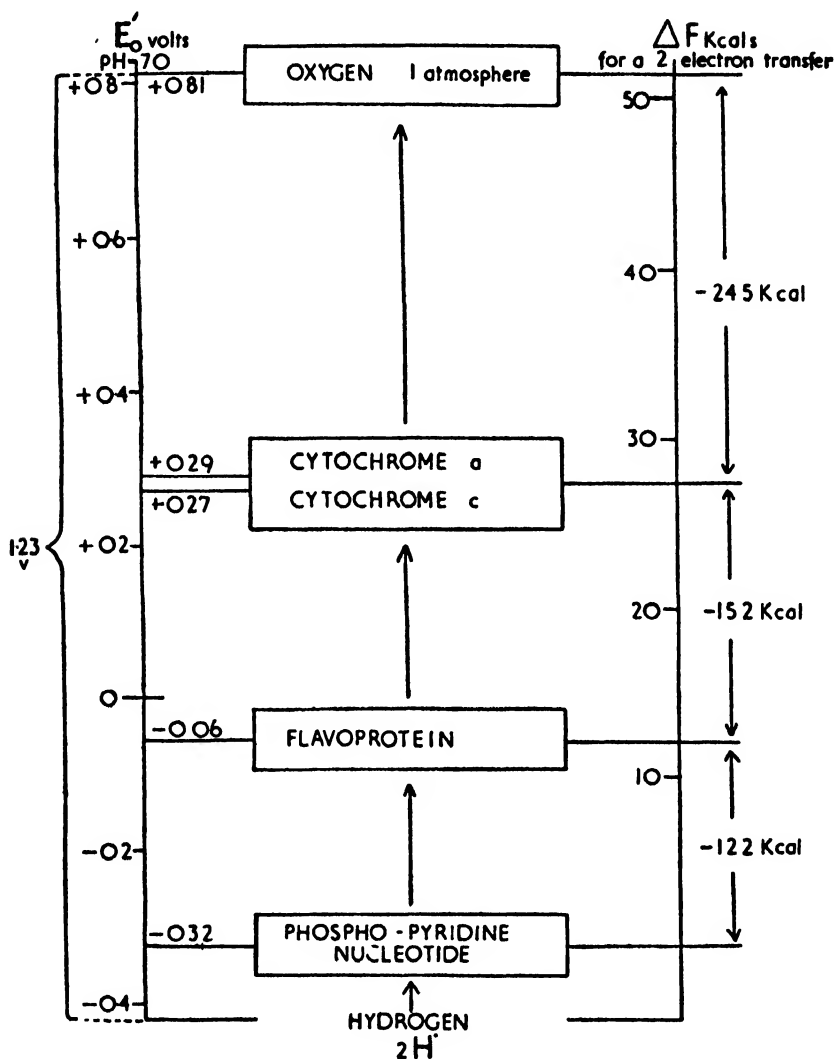 E₀′ volts
PH 7.0
Δ F Kcals
for a 2 electron transfer
OXYGEN 1 atmosphere
+0.8
+0.81
50
+0.6
40
-24.5 Kcal
+0.4
30
+0.29
CYTOCHROME a
+0.27
CYTOCHROME c
1.23
v
+0.2
20
-15.2 Kcal
0
-0.06
FLAVOPROTEIN
10
-0.2
-12.2 Kcal
-0.32
PHOSPHO - PYRIDINE
NUCLEOTIDE
-0.4
HYDROGEN
2H·